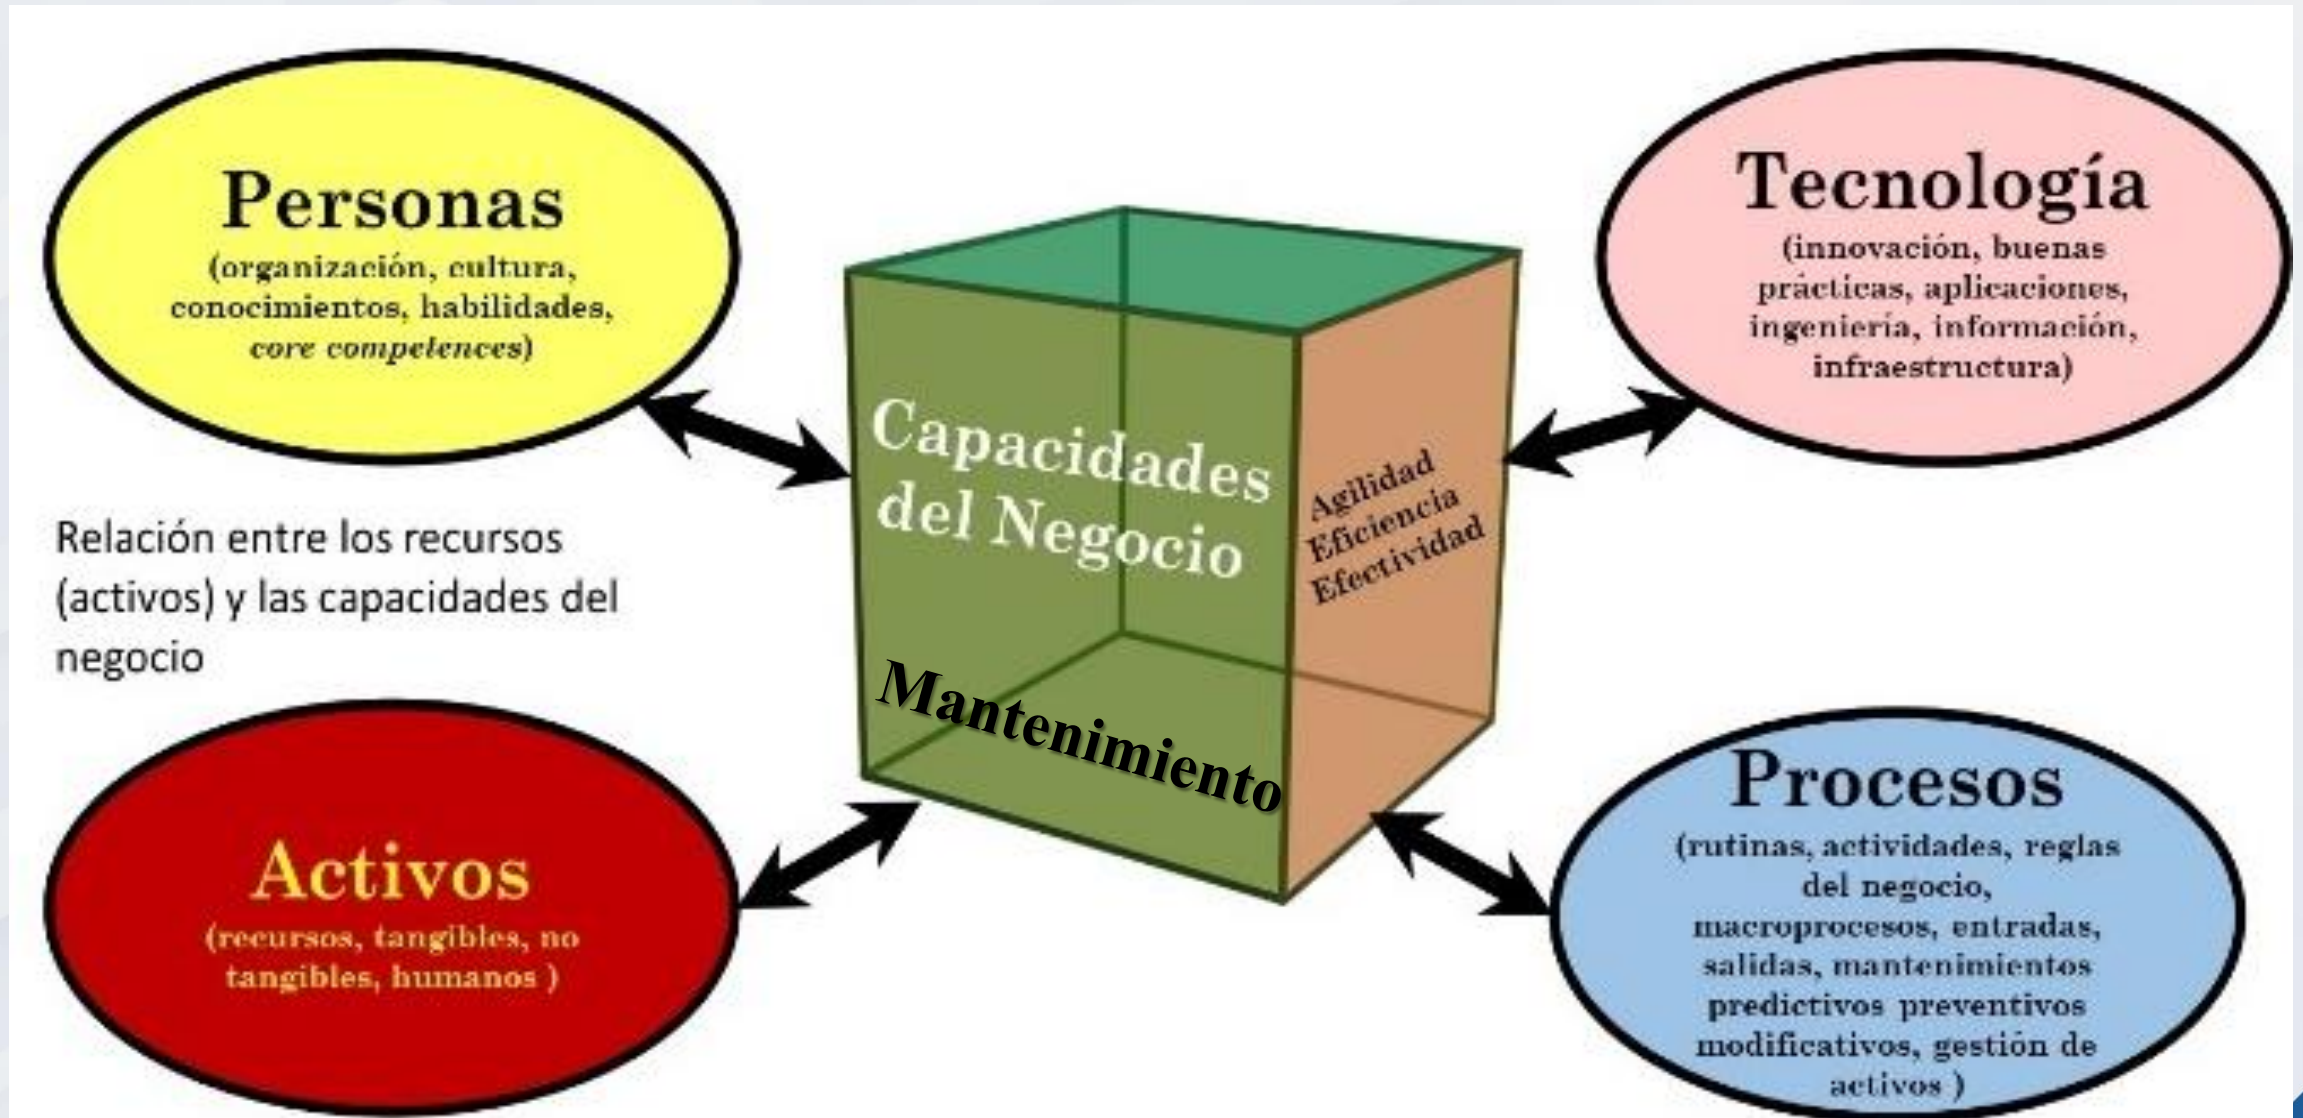 Personas
(organización, cultura,
conocimientos, habilidades,
core competences)
Tecnología
(innovación, buenas
prácticas, aplicaciones,
ingeniería, información,
infraestructura)
Capacidades
del Negocio
Mantenimiento
Agilidad
Eficiencia
Efectividad
Relación entre los recursos
(activos) y las capacidades del
negocio
Activos
(recursos, tangibles, no
tangibles, humanos )
Procesos
(rutinas, actividades, reglas
del negocio,
macroprocesos, entradas,
salidas, mantenimientos
predictivos preventivos
modificativos, gestión de
activos )